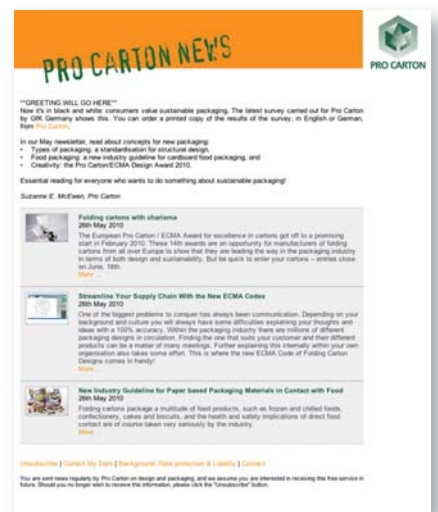 PRO CARTON NEWS
PRO CARTON
**GREETING WILL GO HERE**
Now it's in black and white: consumers value sustainable packaging. The latest survey carried out for Pro Carton
by GfK Germany shows this. You can order a printed copy of the results of the survey, in English or German,
from Pro Carton.
In our May newsletter, read about concepts for new packaging:
• Types of packaging: a standardisation for structural design,
• Food packaging: a new industry guideline for cardboard food packaging, and
• Creativity: the Pro Carton/ECMA Design Award 2010.
Essential reading for everyone who wants to do something about sustainable packaging!
Suzanne E. McEwen, Pro Carton
Folding cartons with charisma
26th May 2010
The European Pro Carton / ECMA Award for excellence in cartons got off to a promising
start in February 2010. These 14th awards are an opportunity for manufacturers of folding
cartons from all over Europe to show that they are leading the way in the packaging industry
in terms of both design and sustainability. But be quick to enter your cartons – entries close
on June, 18th.
More ...
Streamline Your Supply Chain With the New ECMA Codes
26th May 2010
One of the biggest problems to conquer has always been communication. Depending on your
background and culture you will always have some difficulties explaining your thoughts and
ideas with a 100% accuracy. Within the packaging industry there are millions of different
packaging designs in circulation. Finding the one that suits your customer and their different
products can be a matter of many meetings. Further explaining this internally within your own
organisation also takes some effort. This is where the new ECMA Code of Folding Carton
Designs comes in handy!
More ...
New Industry Guideline for Paper based Packaging Materials in Contact with Food
26th May 2010
Folding cartons package a multitude of food products, such as frozen and chilled foods,
confectionery, cakes and biscuits, and the health and safety implications of direct food
contact are of course taken very seriously by the industry.
More ...
Unsubscribe | Correct My Data | Background, Data protection & Liability | Contact
You are sent news regularly by Pro Carton on design and packaging, and we assume you are interested in receiving this free service in
future. Should you no longer wish to receive this information, please click the "Unsubscribe" button.